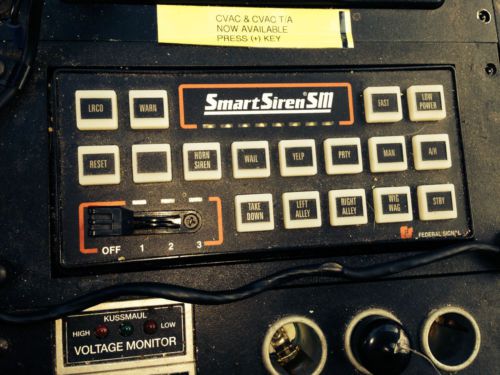 CVAC & CVAC T/A
NOW AVAILABLE
PRESS (+) KEY
SmartSiren® SM
LRCD
WARN
FAST
LOW POWER
RESET
HORN SIREN
WAIL
YELP
PRTY
MAN
A/H
TAKE DOWN
LEFT ALLEY
RIGHT ALLEY
WIG WAG
STBY
OFF 1 2 3
FEDERAL SIGNAL
KUSSMAUL
HIGH LOW
VOLTAGE MONITOR